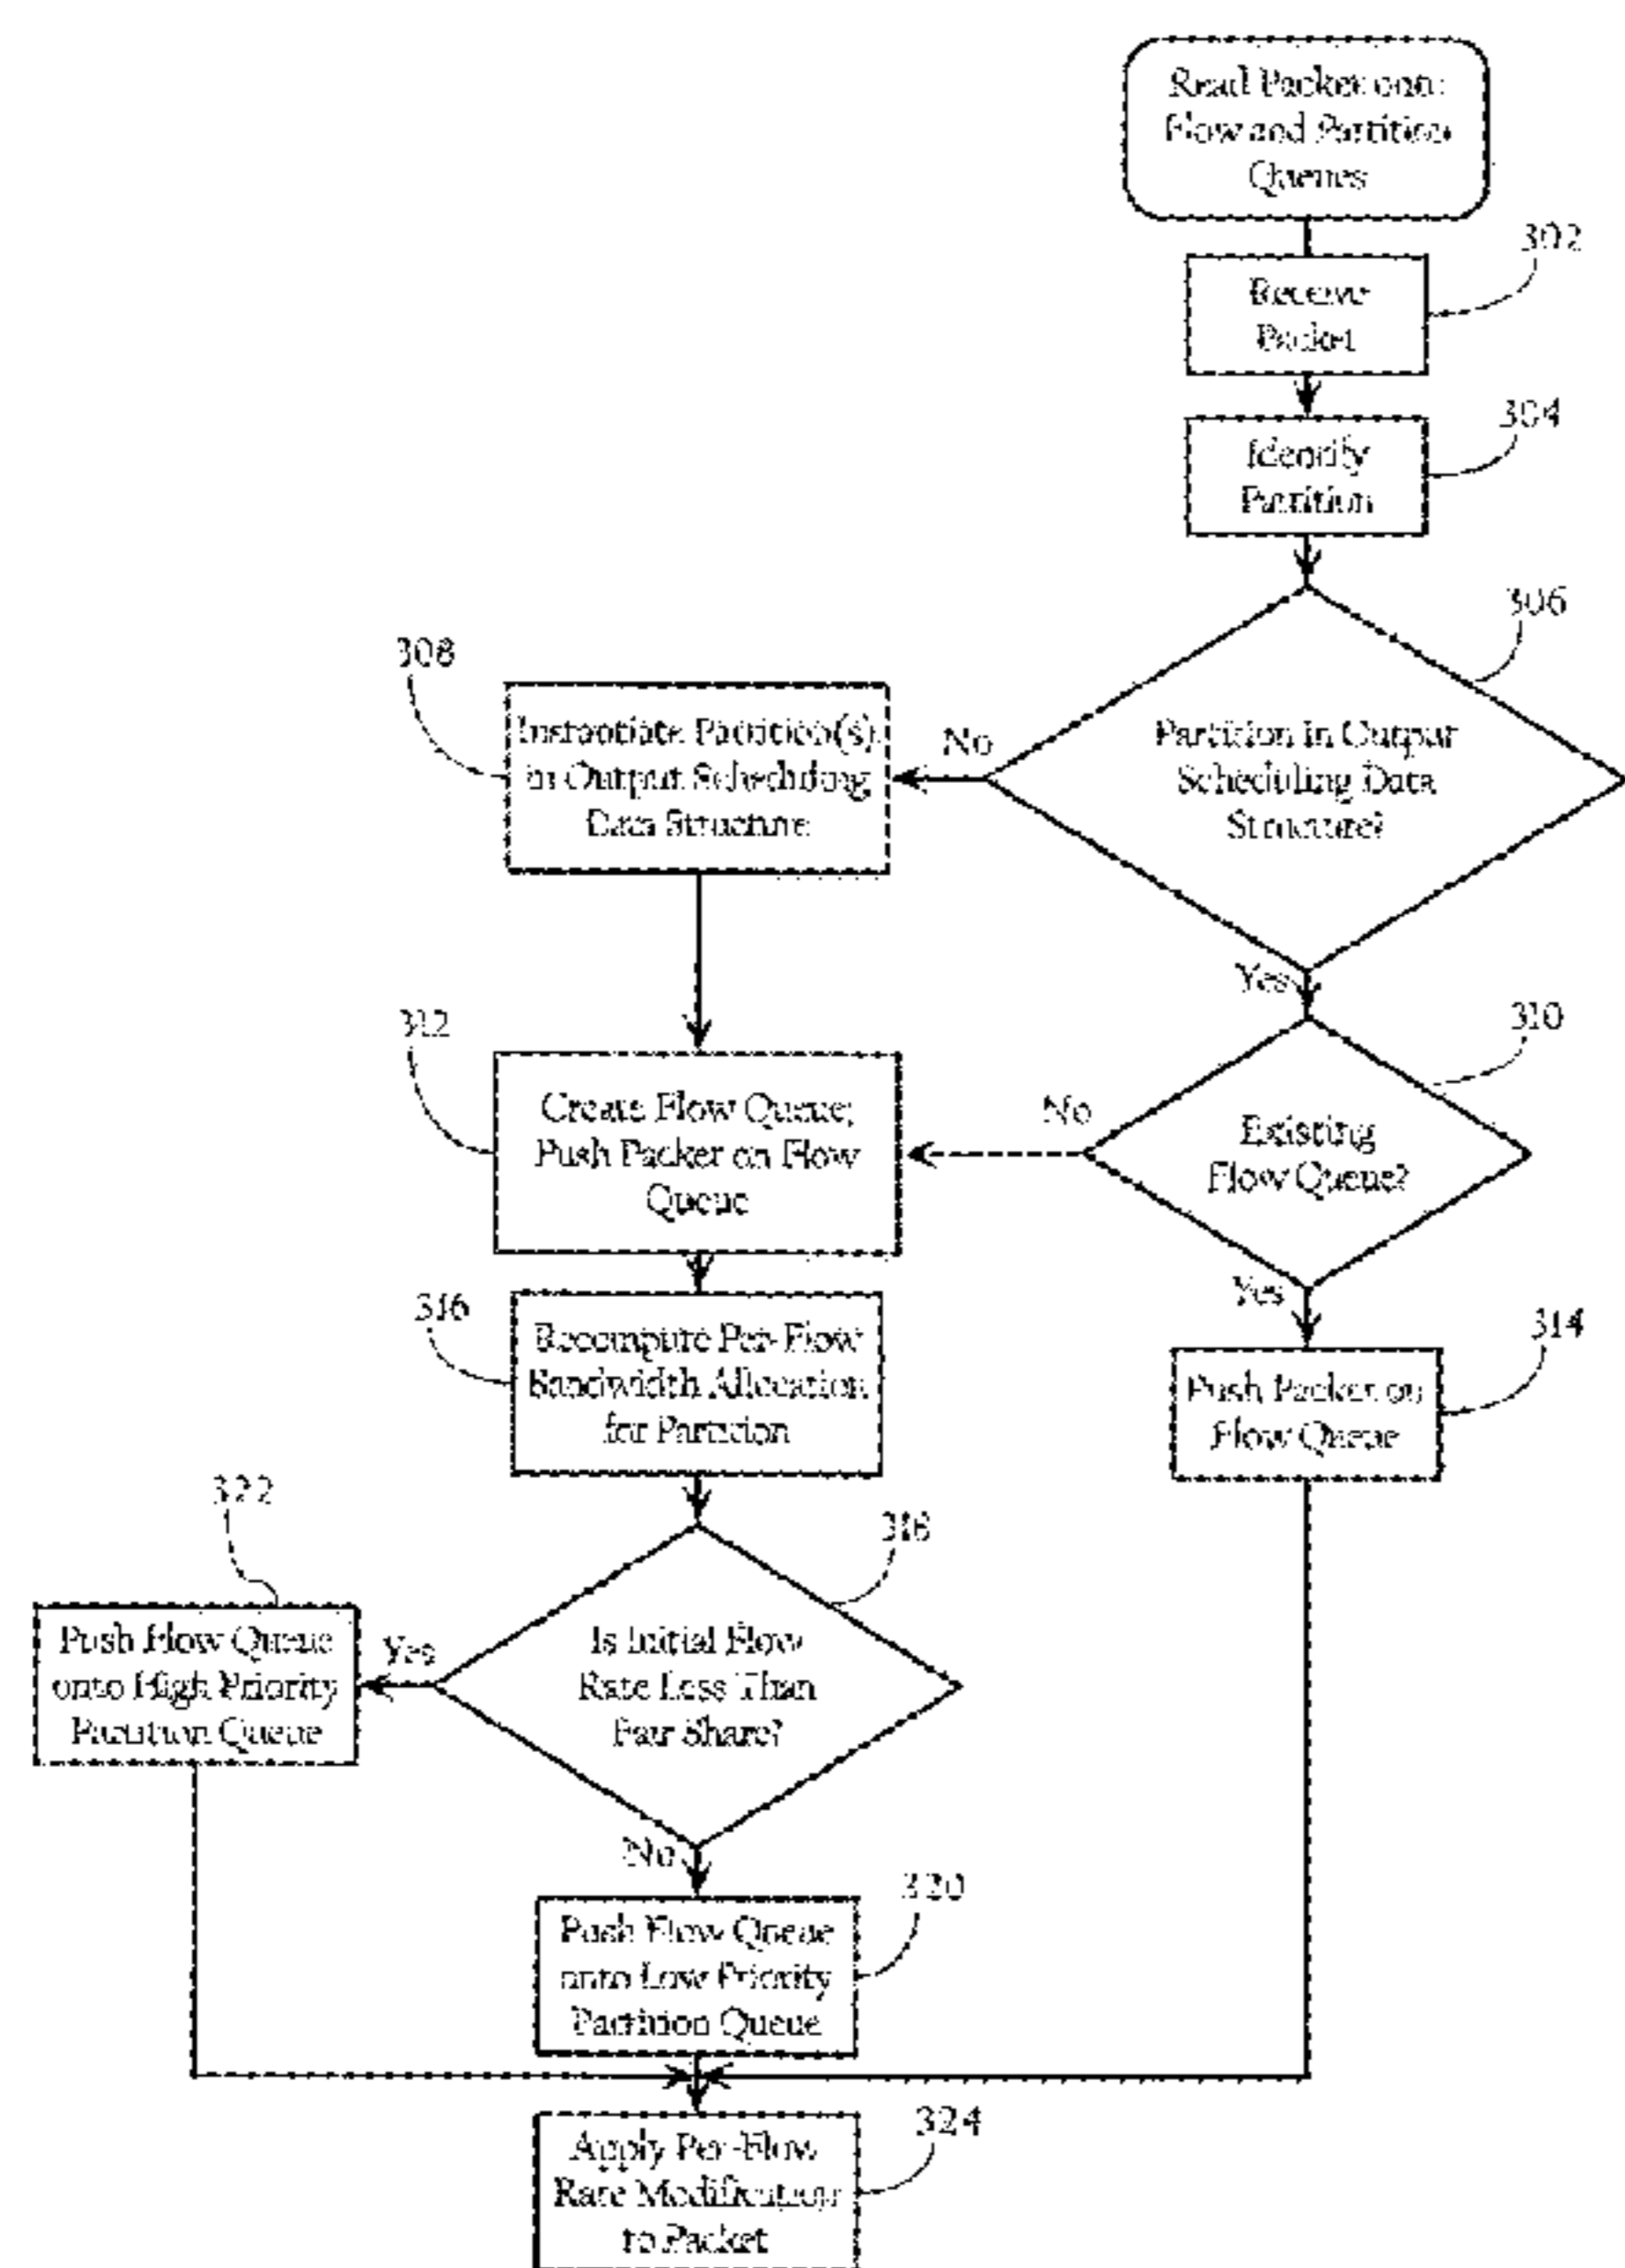 Read Packet onto
Flow and Partition
Queues
302
Receive
Packet
304
Identify
Partition
306
308
Instantiate Partition(s)
in Output Scheduling
Data Structure
No
Partition in Output
Scheduling Data
Structure?
Yes
312
310
Create Flow Queue;
Push Packet on Flow
Queue
No
Existing
Flow Queue?
Yes
316
314
Recompute Per-Flow
Bandwidth Allocation
for Partition
Push Packet on
Flow Queue
322
318
Push Flow Queue
onto High Priority
Partition Queue
Yes
Is Initial Flow
Rate Less Than
Fair Share?
No
320
Push Flow Queue
onto Low Priority
Partition Queue
324
Apply Per-Flow
Rate Modification
to Packet